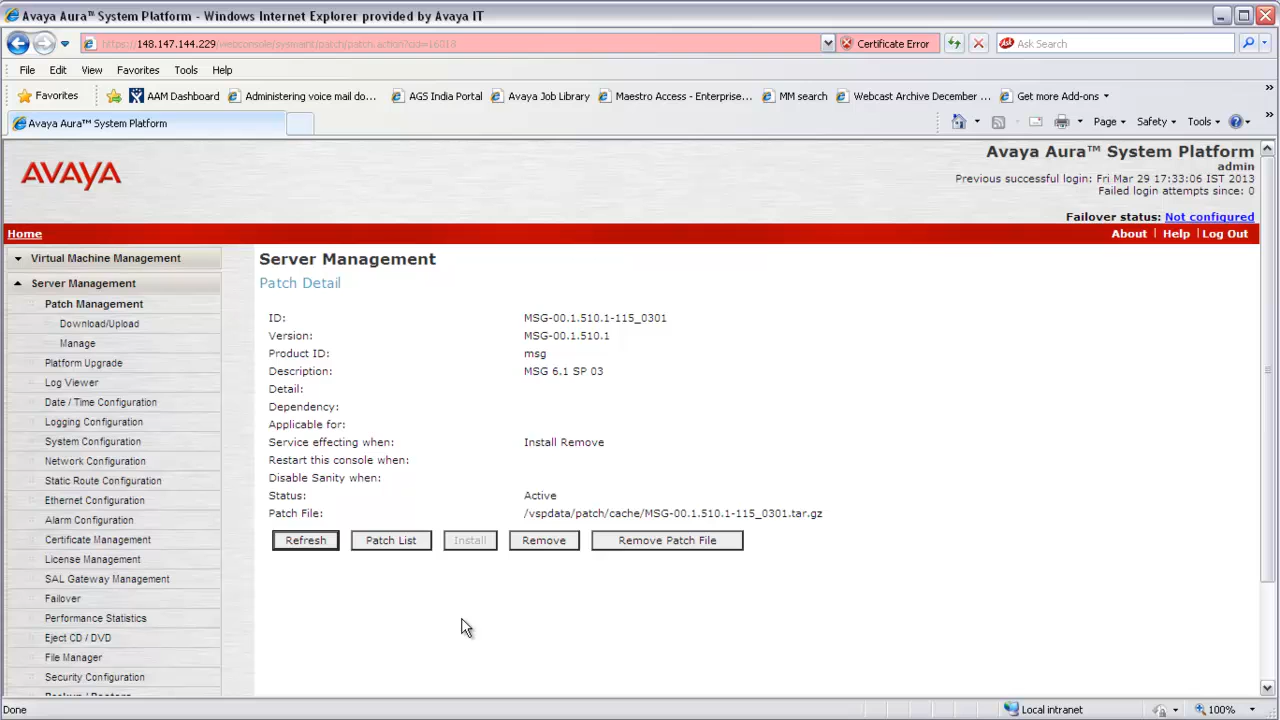 Avaya Aura™ System Platform - Windows Internet Explorer provided by Avaya IT
https://148.147.144.229/webconsole/sysmaint/patch/patch.action?cid=16018
Certificate Error
Ask Search
File Edit View Favorites Tools Help
Favorites AAM Dashboard Administering voice mail do... AGS India Portal Avaya Job Library Maestro Access - Enterprise... MM search Webcast Archive December ... Get more Add-ons
Avaya Aura™ System Platform
Page Safety Tools
AVAYA
Avaya Aura™ System Platform
admin
Previous successful login: Fri Mar 29 17:33:06 IST 2013
Failed login attempts since: 0
Failover status: Not configured
Home
About | Help | Log Out
Virtual Machine Management
Server Management
Patch Management
Download/Upload
Manage
Platform Upgrade
Log Viewer
Date / Time Configuration
Logging Configuration
System Configuration
Network Configuration
Static Route Configuration
Ethernet Configuration
Alarm Configuration
Certificate Management
License Management
SAL Gateway Management
Failover
Performance Statistics
Eject CD / DVD
File Manager
Security Configuration
Server Management
Patch Detail
ID: MSG-00.1.510.1-115_0301
Version: MSG-00.1.510.1
Product ID: msg
Description: MSG 6.1 SP 03
Detail:
Dependency:
Applicable for:
Service effecting when: Install Remove
Restart this console when:
Disable Sanity when:
Status: Active
Patch File: /vspdata/patch/cache/MSG-00.1.510.1-115_0301.tar.gz
Refresh Patch List Install Remove Remove Patch File
Done
Local intranet
100%